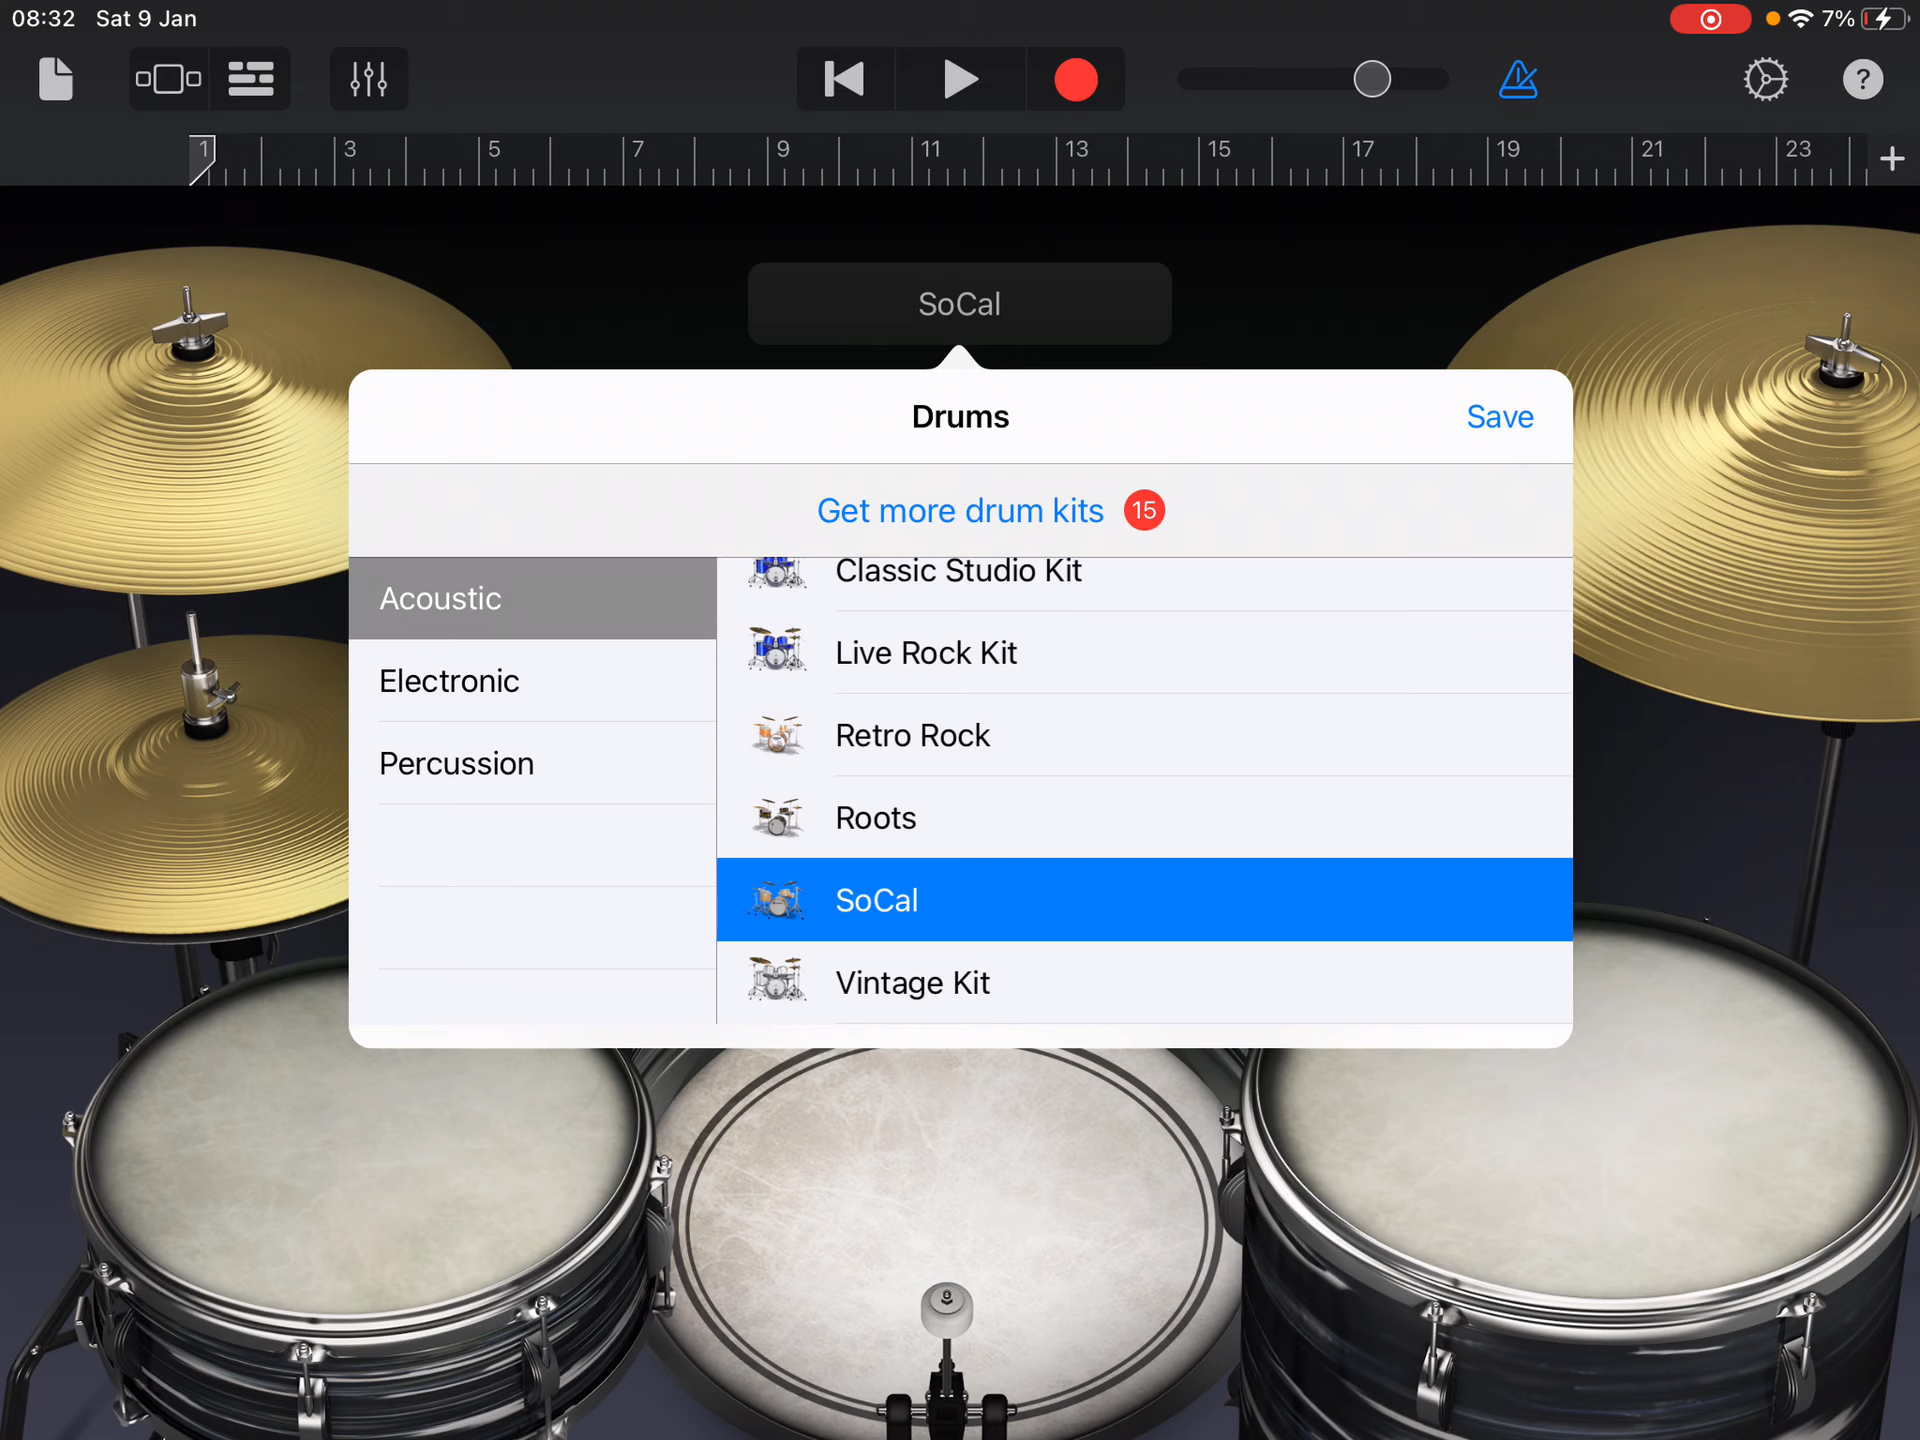 08:32 Sat 9 Jan 7%
?
1 3 5 7 9 11 13 15 17 19 21 23 +
SoCal
Drums Save
Get more drum kits 15
Acoustic
Electronic
Percussion
Classic Studio Kit
Live Rock Kit
Retro Rock
Roots
SoCal
Vintage Kit